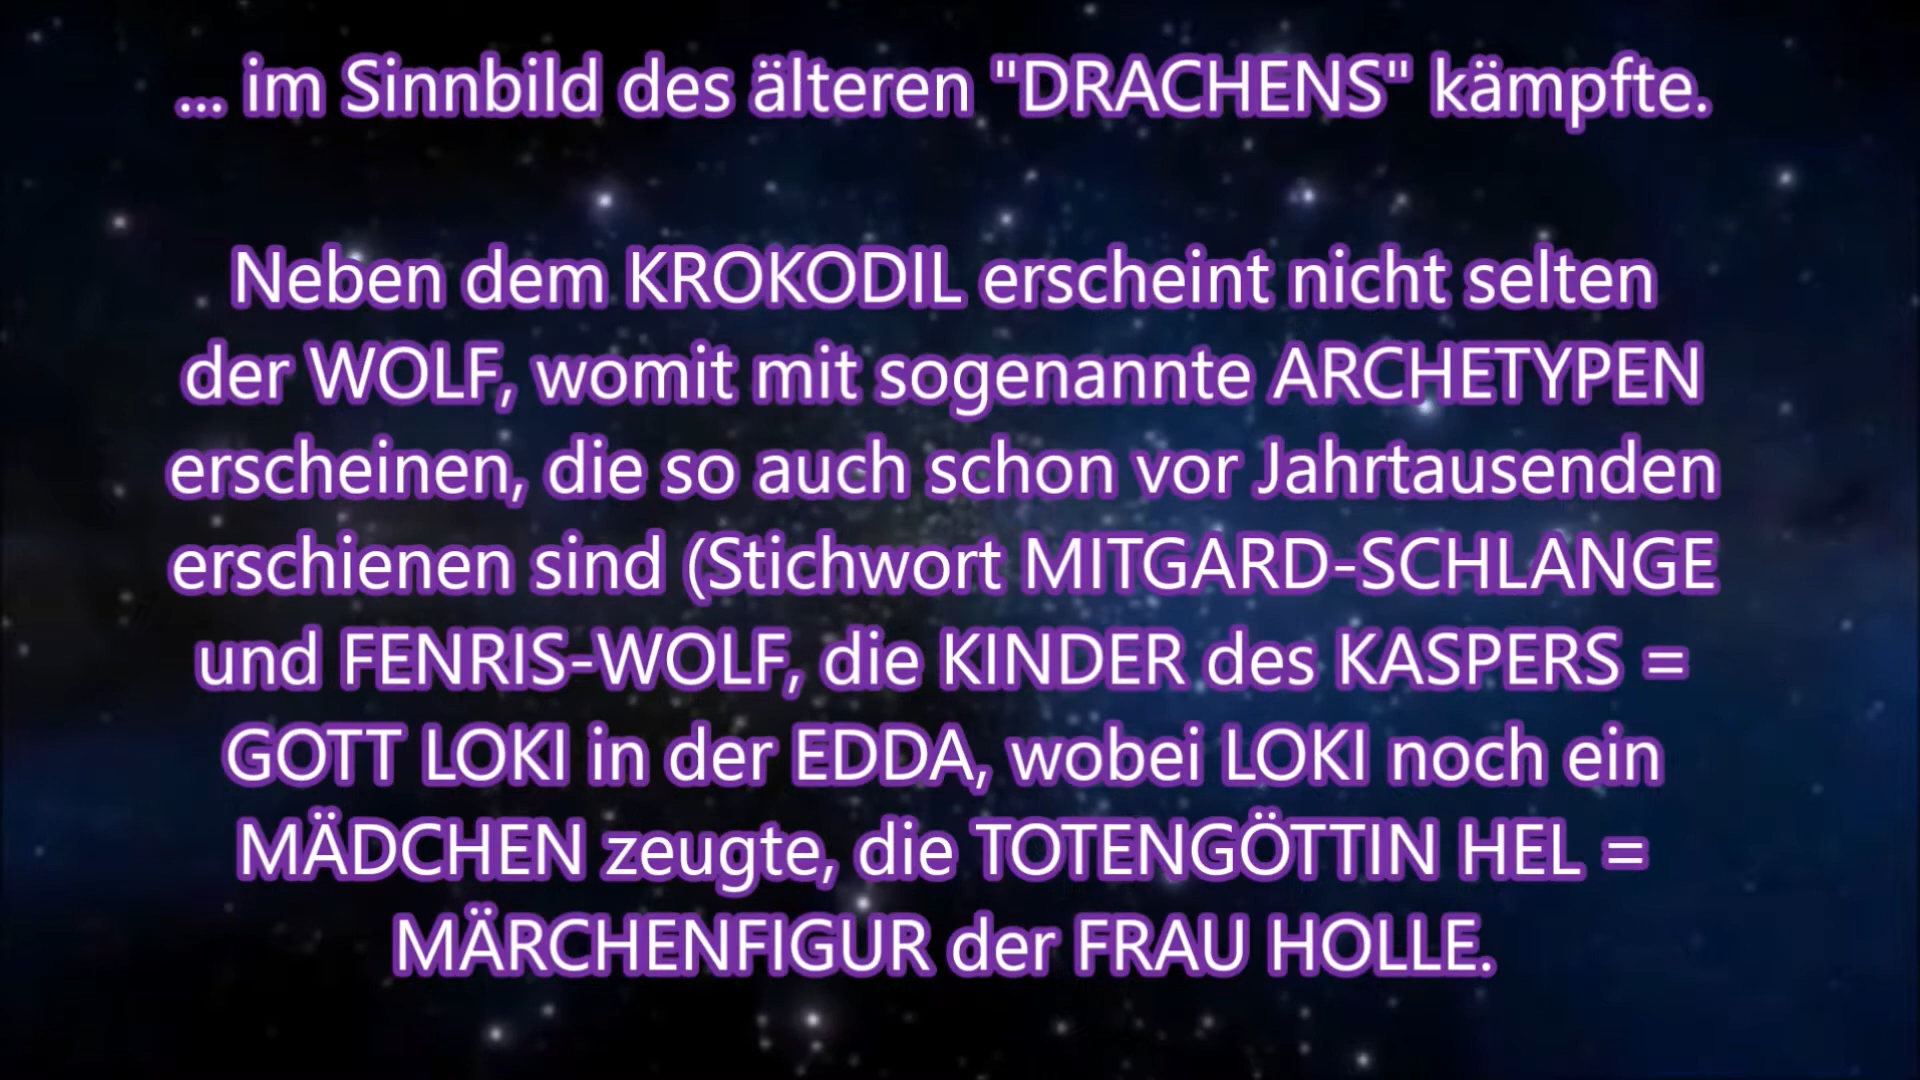 ... im Sinnbild des älteren "DRACHENS" kämpfte.
Neben dem KROKODIL erscheint nicht selten
der WOLF, womit mit sogenannte ARCHETYPEN
erscheinen, die so auch schon vor Jahrtausenden
erschienen sind (Stichwort MITGARD-SCHLANGE
und FENRIS-WOLF, die KINDER des KASPERS =
GOTT LOKI in der EDDA, wobei LOKI noch ein
MÄDCHEN zeugte, die TOTENGÖTTIN HEL =
MÄRCHENFIGUR der FRAU HOLLE.